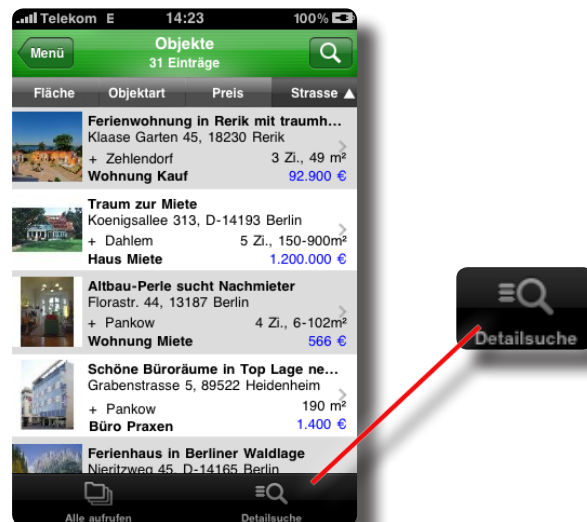 Telekom E 14:23 100%
Menü
Objekte
31 Einträge
Fläche Objektart Preis Strasse ▲
Ferienwohnung in Rerik mit traumh...
Klaase Garten 45, 18230 Rerik
+ Zehlendorf 3 Zi., 49 m²
Wohnung Kauf 92.900 €
Traum zur Miete
Koenigsallee 313, D-14193 Berlin
+ Dahlem 5 Zi., 150-900m²
Haus Miete 1.200.000 €
Altbau-Perle sucht Nachmieter
Florastr. 44, 13187 Berlin
+ Pankow 4 Zi., 6-102m²
Wohnung Miete 566 €
Schöne Büroräume in Top Lage ne...
Grabenstrasse 5, 89522 Heidenheim
+ Pankow 190 m²
Büro Praxen 1.400 €
Ferienhaus in Berliner Waldlage
Nieritzweg 45, D-14165 Berlin
Alle aufrufen Detailsuche
Detailsuche